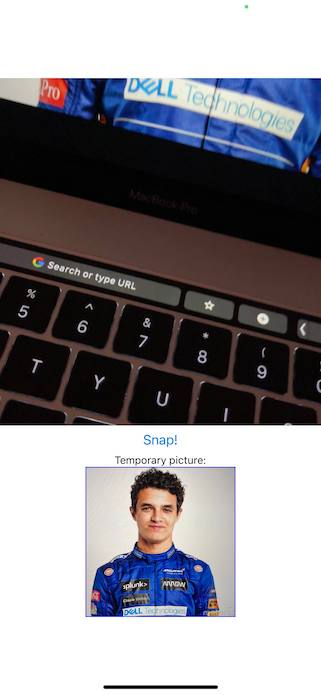 Pro
DELL Technologies
MacBook Pro
Search or type URL
%
5
^
6
&
7
*
8
(
9
T
Y
U
I
Snap!
Temporary picture:
splunk>
McLaren
ARROW
DELL Technologies